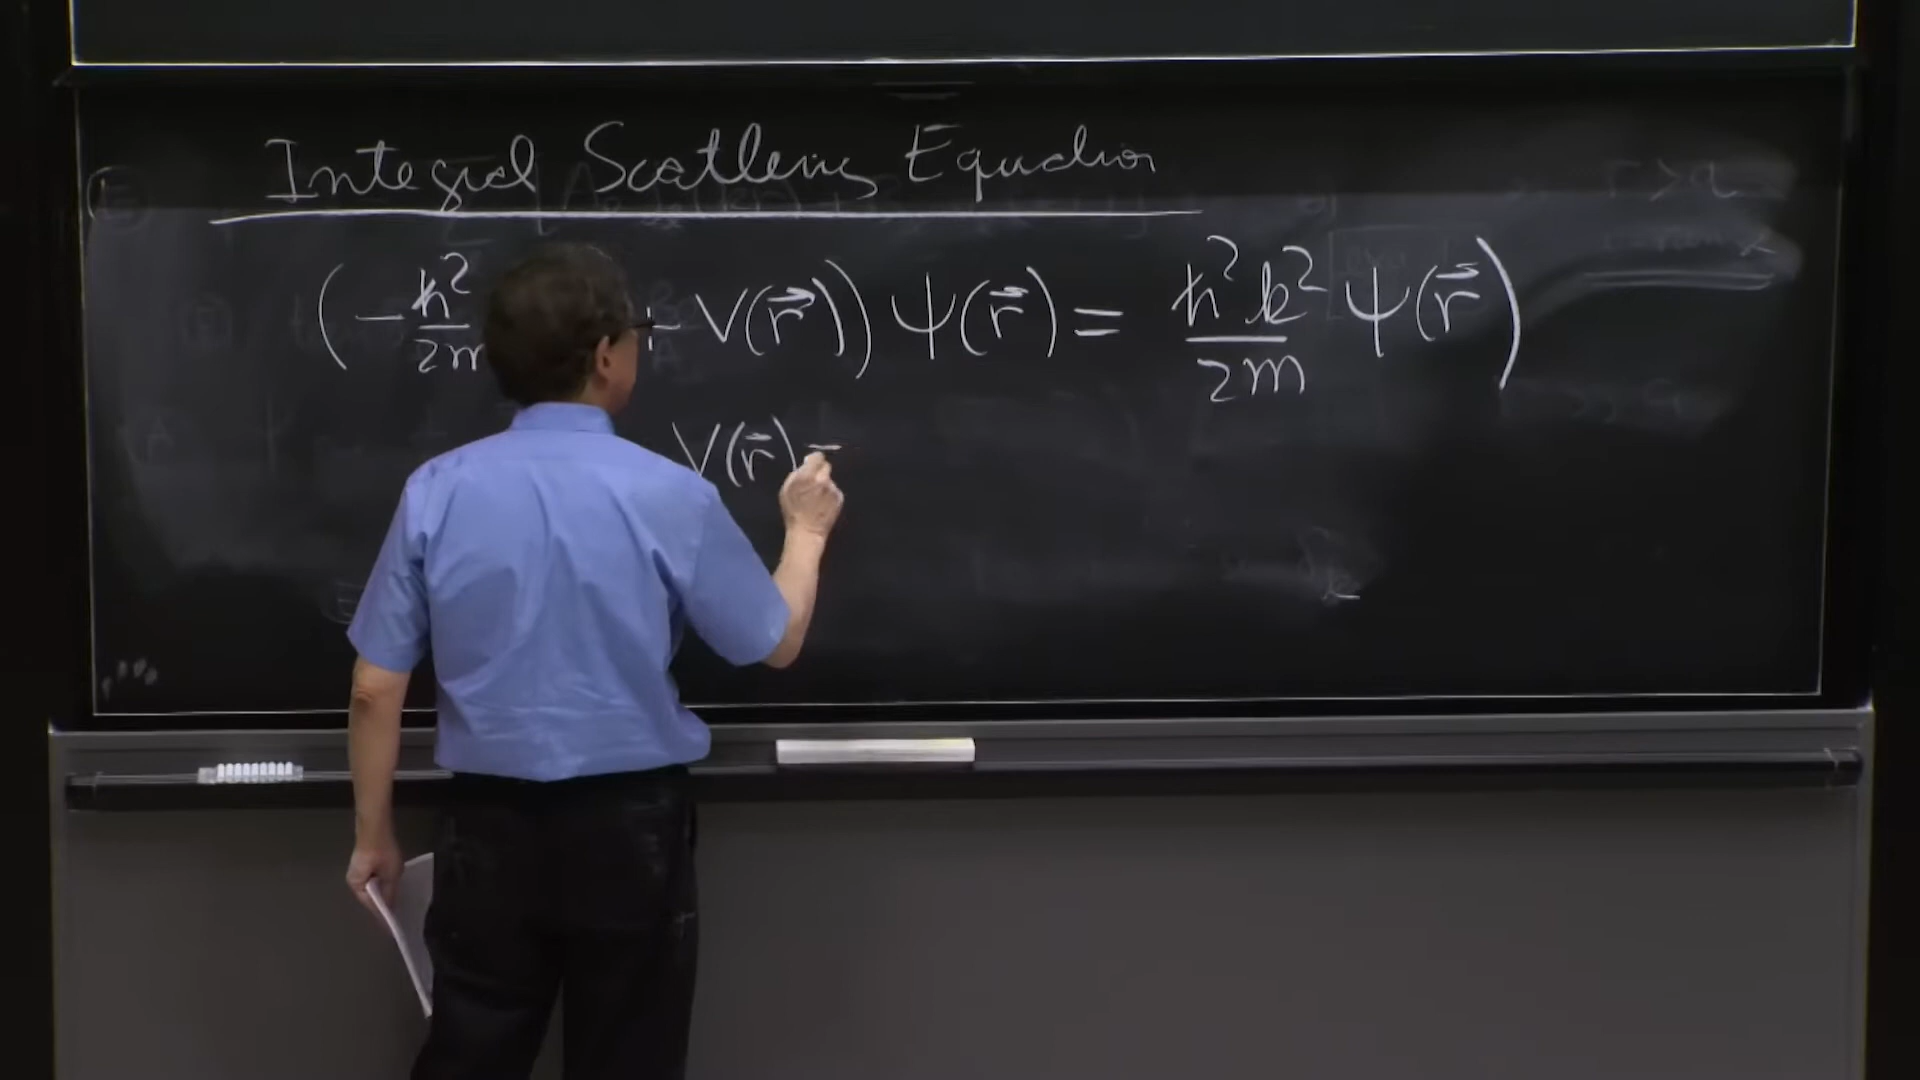 Integral Scattering Equation
(-ħ²/2m + V(r⃗)) ψ(r⃗) = ħ²k²/2m ψ(r⃗)
V(r⃗) =